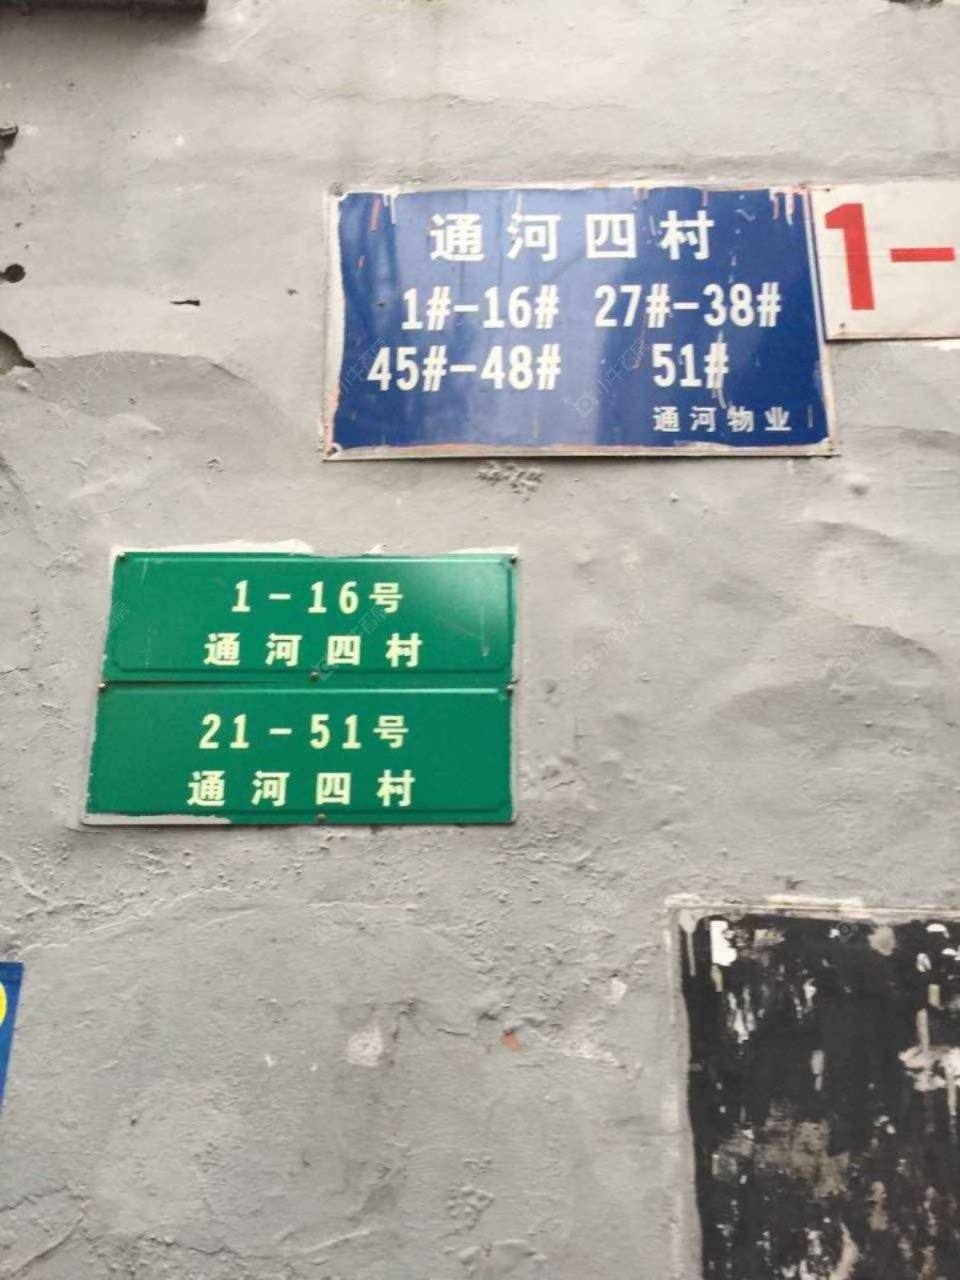 通河四村
1#-16# 27#-38#
45#-48# 51#
通河物业
1-
1-16号
通河四村
21-51号
通河四村